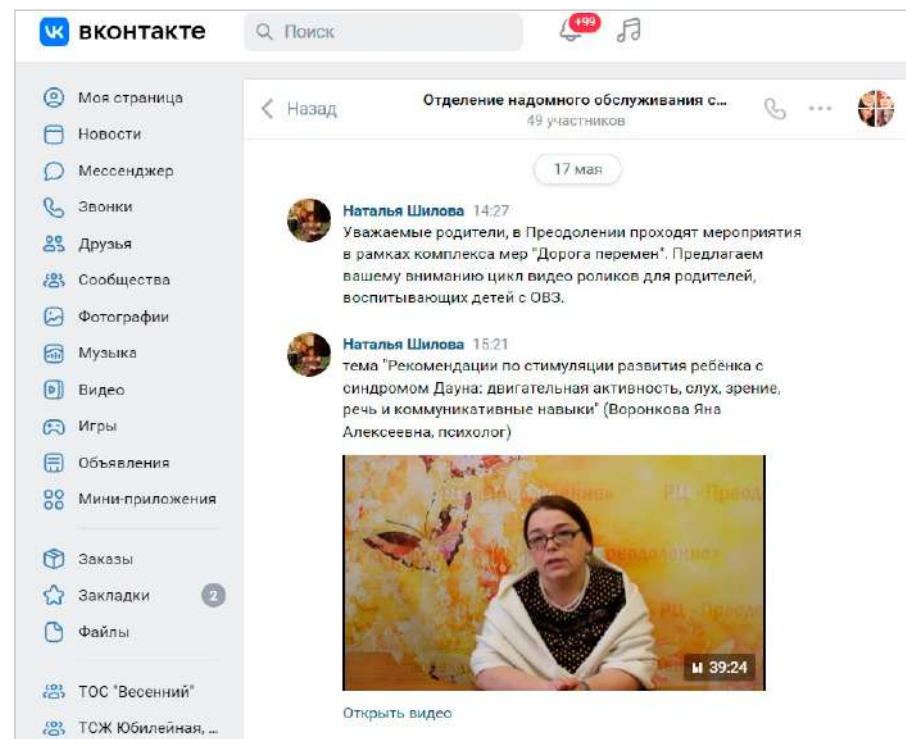 вконтакте
Поиск
+99
Моя страница
Новости
Мессенджер
Звонки
Друзья
Сообщества
Фотографии
Музыка
Видео
Игры
Объявления
Мини-приложения
Заказы
Закладки 2
Файлы
ТОС "Весенний"
ТСЖ Юбилейная, ...
Назад
Отделение надомного обслуживания с...
49 участников
17 мая
Наталья Шилова 14:27
Уважаемые родители, в Преодолении проходят мероприятия
в рамках комплекса мер "Дорога перемен". Предлагаем
вашему вниманию цикл видео роликов для родителей,
воспитывающих детей с ОВЗ.
Наталья Шилова 15:21
тема "Рекомендации по стимуляции развития ребёнка с
синдромом Дауна: двигательная активность, слух, зрение,
речь и коммуникативные навыки" (Воронкова Яна
Алексеевна, психолог)
39:24
Открыть видео